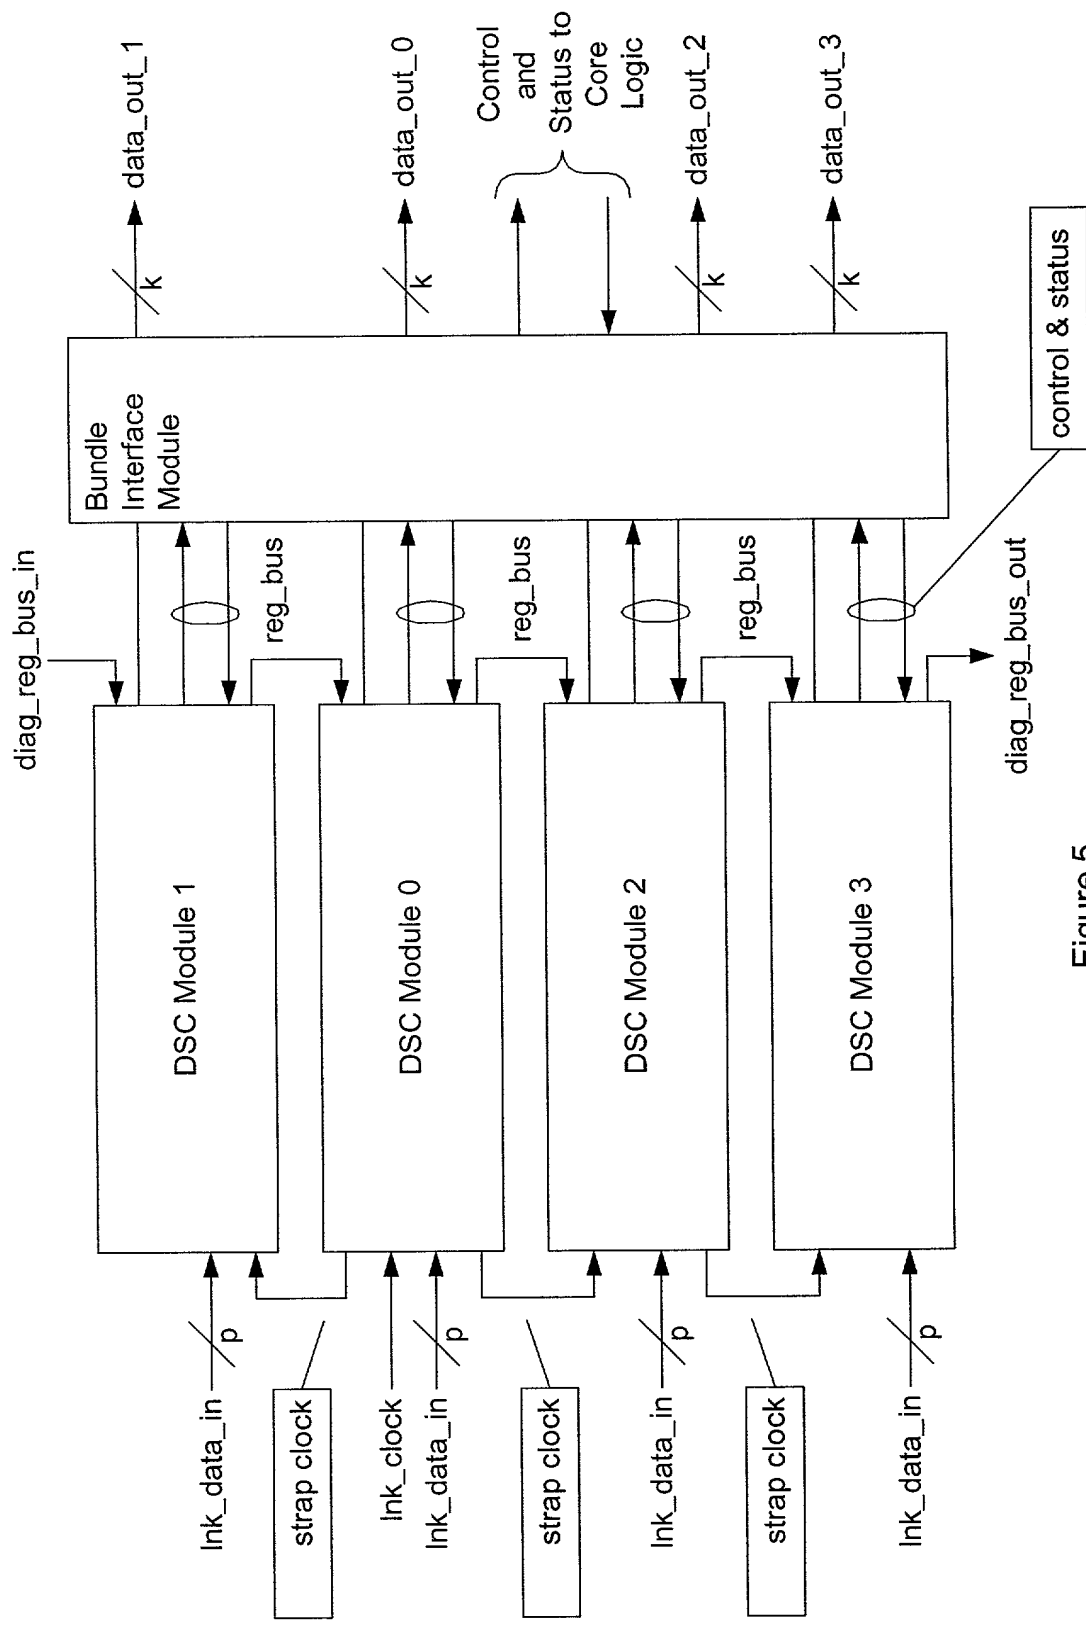 diag_reg_bus_in
Bundle
Interface
Module
data_out_1
k
data_out_0
k
Control
and
Status to
Core
Logic
data_out_2
k
data_out_3
k
reg_bus
reg_bus
reg_bus
control & status
diag_reg_bus_out
DSC Module 1
DSC Module 0
DSC Module 2
DSC Module 3
lnk_data_in
p
strap clock
lnk_clock
lnk_data_in
p
strap clock
lnk_data_in
p
strap clock
lnk_data_in
p
Figure 5